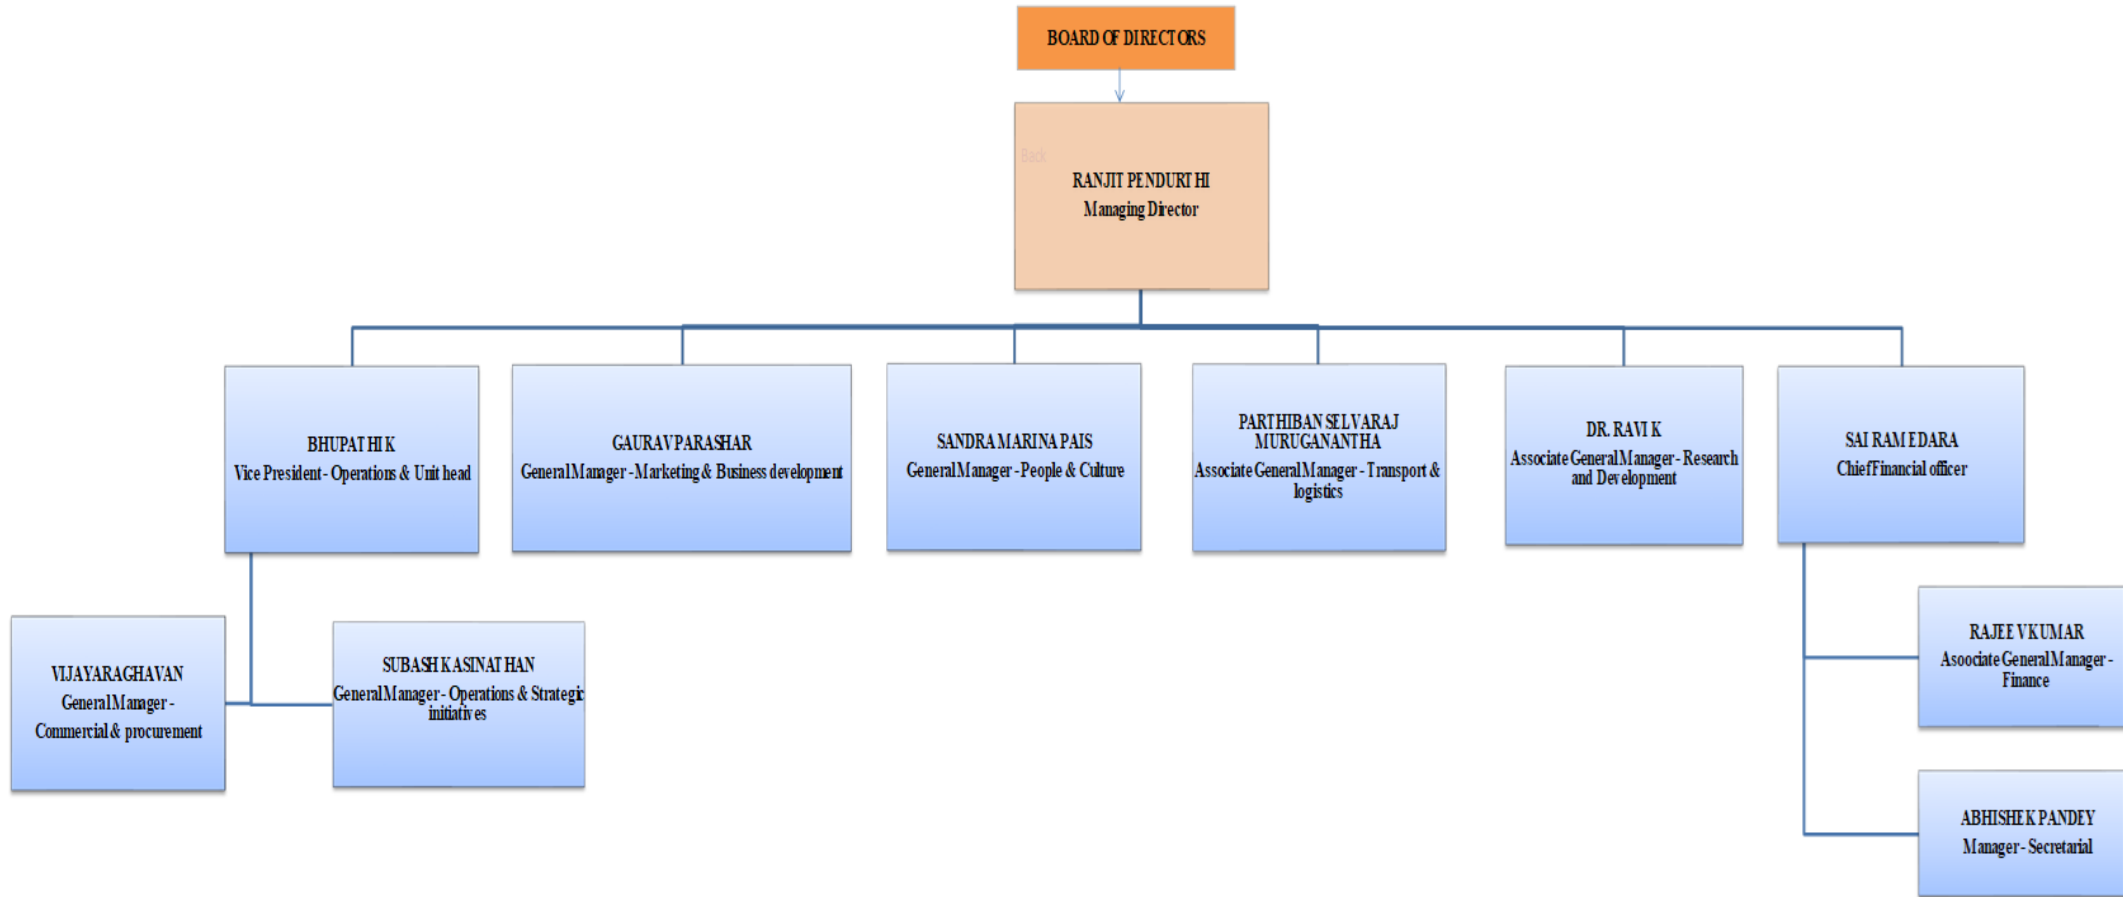 BOARD OF DIRECTORS
Back
RANJIT PENDURTHI
Managing Director
BHUPATHI K
Vice President - Operations & Unit head
GAURAV PARASHAR
General Manager - Marketing & Business development
SANDRA MARINA PAIS
General Manager - People & Culture
PARTHIBAN SELVARAJ
MURUGANANTHA
Associate General Manager - Transport &
logistics
DR. RAVI K
Associate General Manager - Research
and Development
SAI RAM EDARA
Chief Financial officer
VIJAYARAGHAVAN
General Manager -
Commercial & procurement
SUBASH KASINATHAN
General Manager - Operations & Strategic
initiatives
RAJEEV KUMAR
Asoociate General Manager -
Finance
ABHISHEK PANDEY
Manager - Secretarial